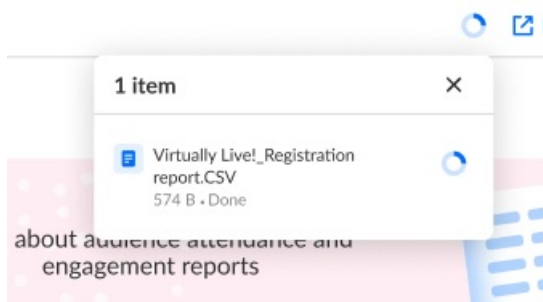 1 item
Virtually Live!_Registration
report.CSV
574 B • Done
about audience attendance and
engagement reports